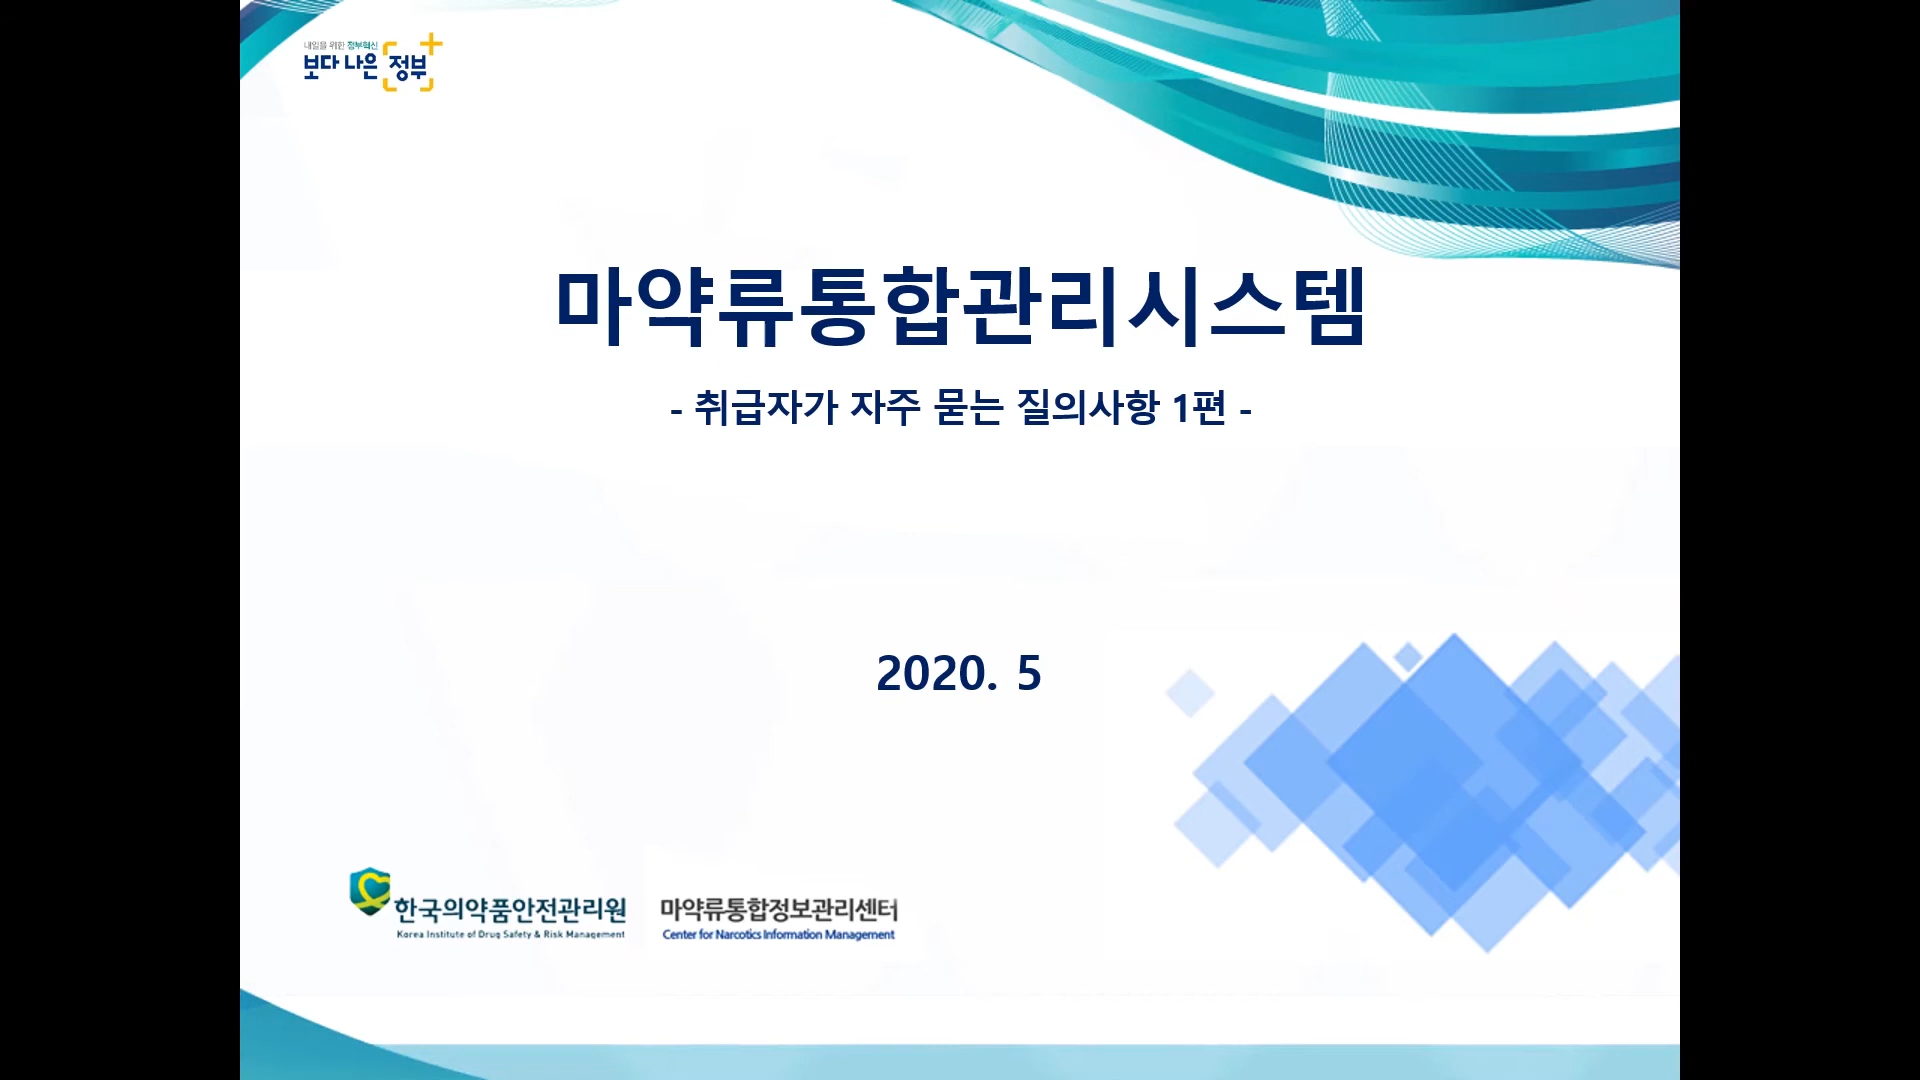 내일을 위한 정부혁신
보다 나은 정부
마약류통합관리시스템
- 취급자가 자주 묻는 질의사항 1편 -
2020. 5
한국의약품안전관리원
Korea Institute of Drug Safety & Risk Management
마약류통합정보관리센터
Center for Narcotics Information Management